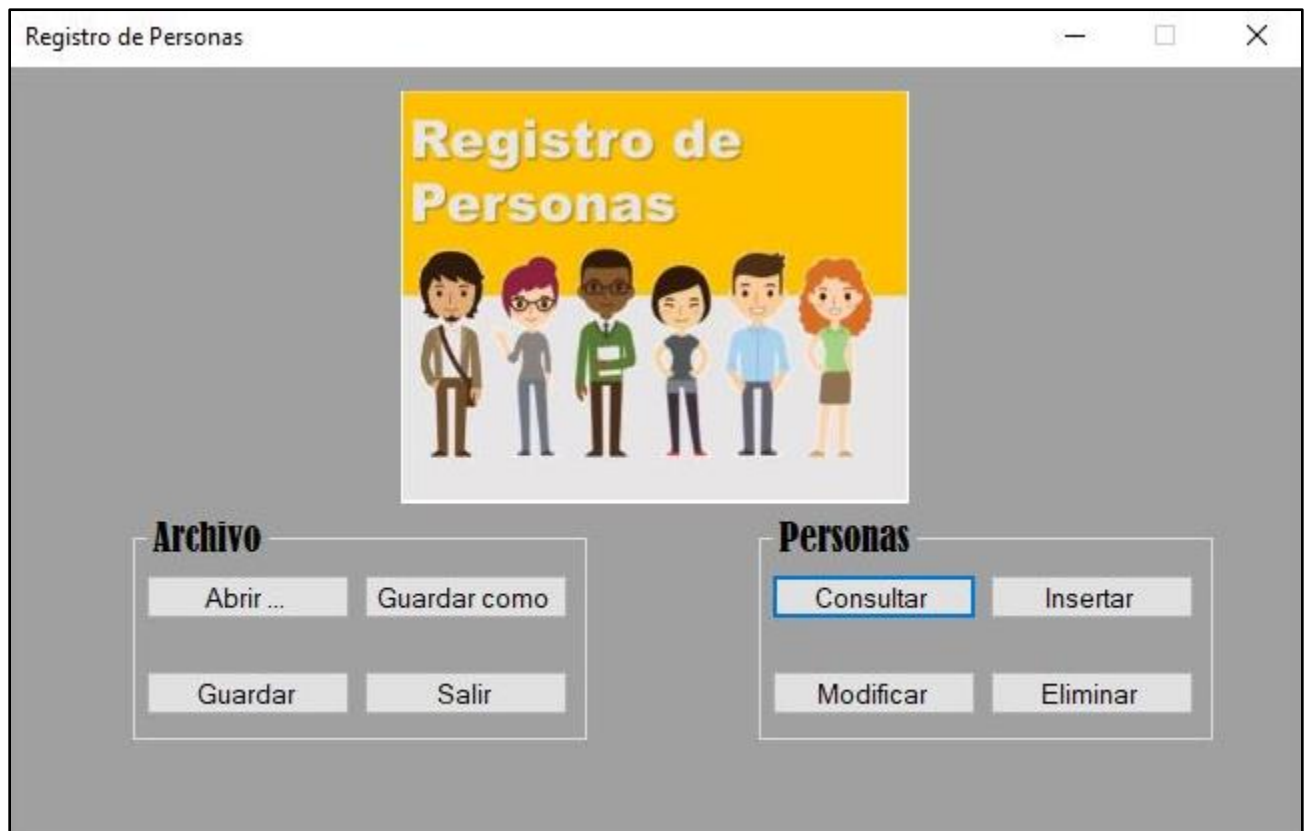 Registro de Personas
Registro de
Personas
Archivo
Abrir ...
Guardar como
Guardar
Salir
Personas
Consultar
Insertar
Modificar
Eliminar